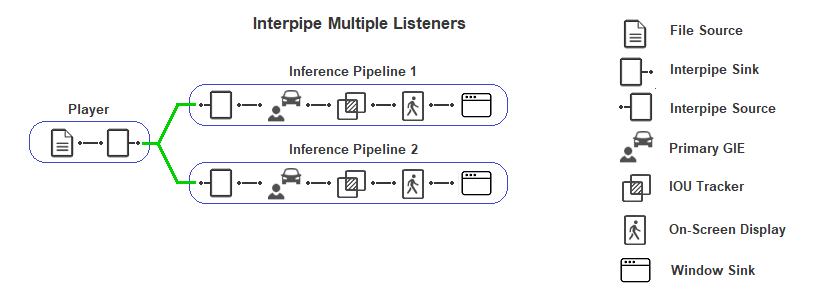 Interpipe Multiple Listeners
Player
Inference Pipeline 1
Inference Pipeline 2
File Source
Interpipe Sink
Interpipe Source
Primary GIE
IOU Tracker
On-Screen Display
Window Sink